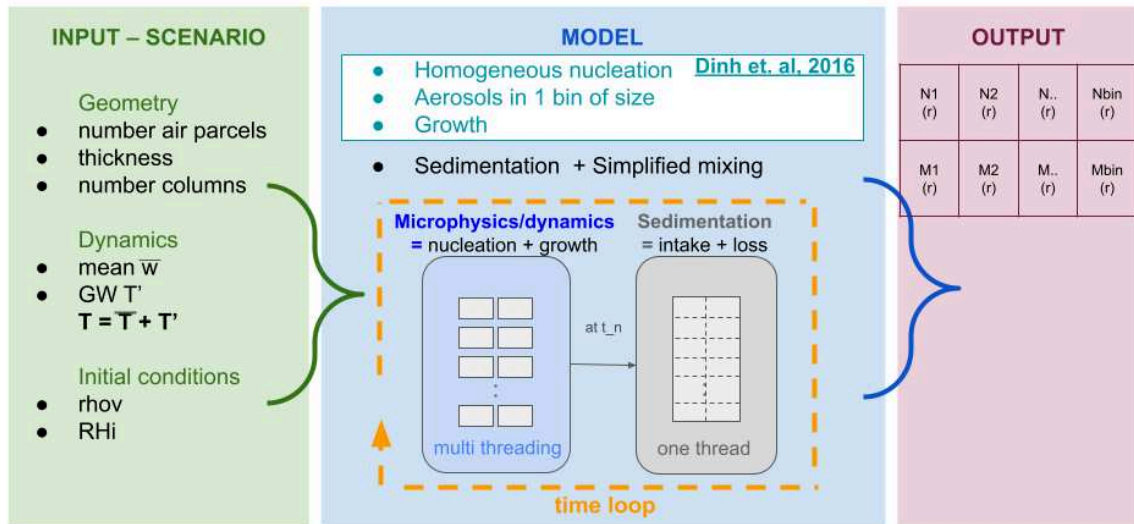 INPUT – SCENARIO
Geometry
● number air parcels
● thickness
● number columns
Dynamics
● mean w̅
● GW T’
T = T̅ + T’
Initial conditions
● rhov
● RHi
MODEL
● Homogeneous nucleation Dinh et. al, 2016
● Aerosols in 1 bin of size
● Growth
● Sedimentation + Simplified mixing
Microphysics/dynamics
= nucleation + growth
multi threading
at t_n
Sedimentation
= intake + loss
one thread
time loop
OUTPUT
N1 N2 N.. Nbin
(r) (r) (r) (r)
M1 M2 M.. Mbin
(r) (r) (r) (r)